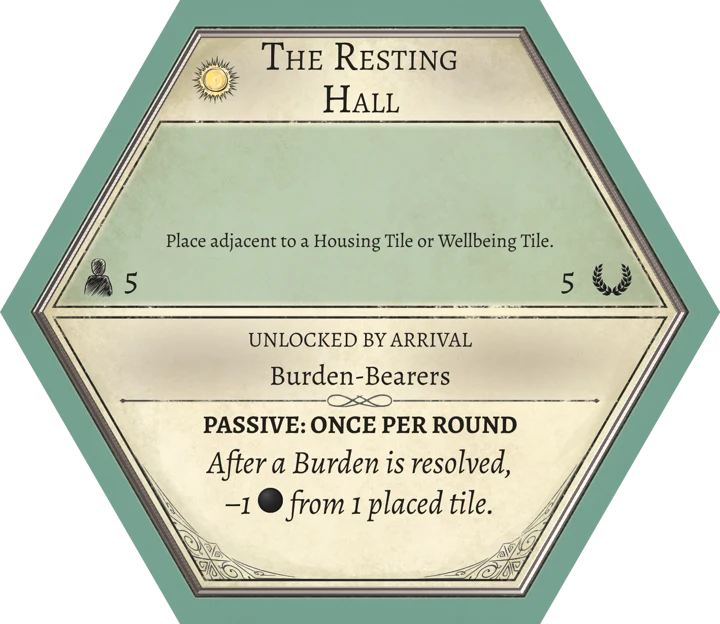 The Resting
Hall
Place adjacent to a Housing Tile or Wellbeing Tile.
5
5
UNLOCKED BY ARRIVAL
Burden-Bearers
PASSIVE: ONCE PER ROUND
After a Burden is resolved,
–1 from 1 placed tile.